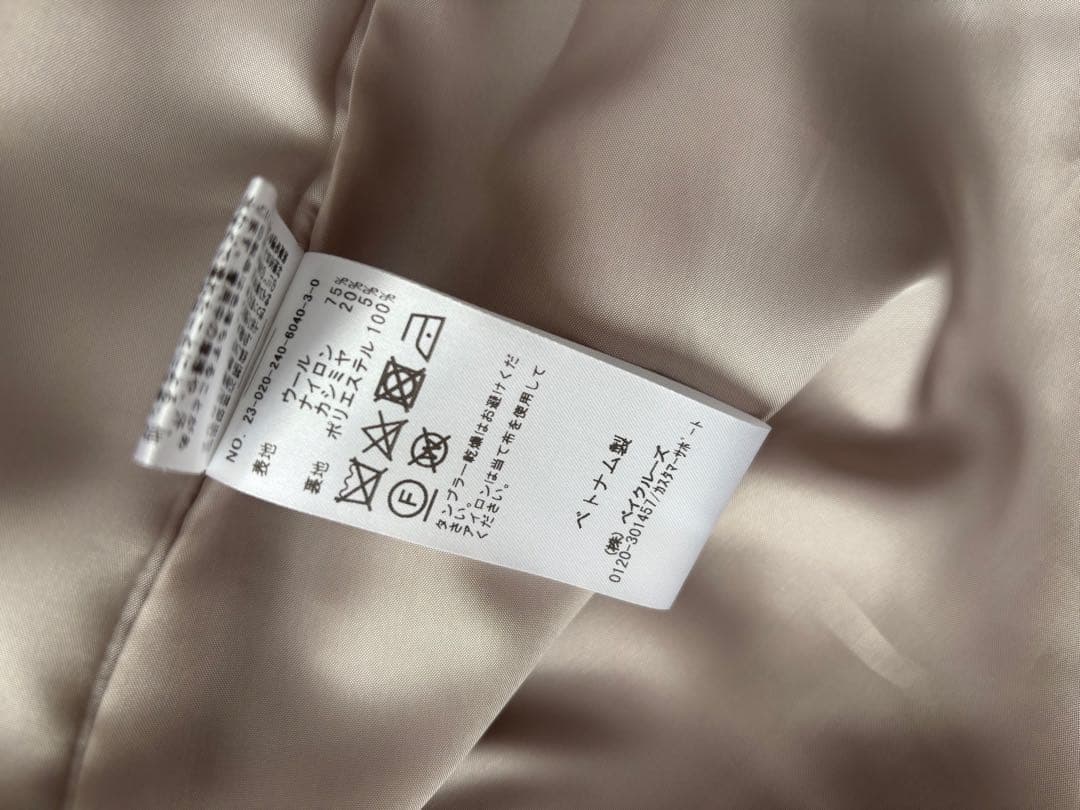 NO. 23-020-240-6040-3-0
表地 ウール 75%
ナイロン 20%
カシミヤ 5%
裏地 ポリエステル 100%
F
タンブラー乾燥はお避けくだ
さい。
アイロンは当て布を使用して
ください。
ベトナム製
(株) ベイクルーズ
0120-301457/カスタマーサポート